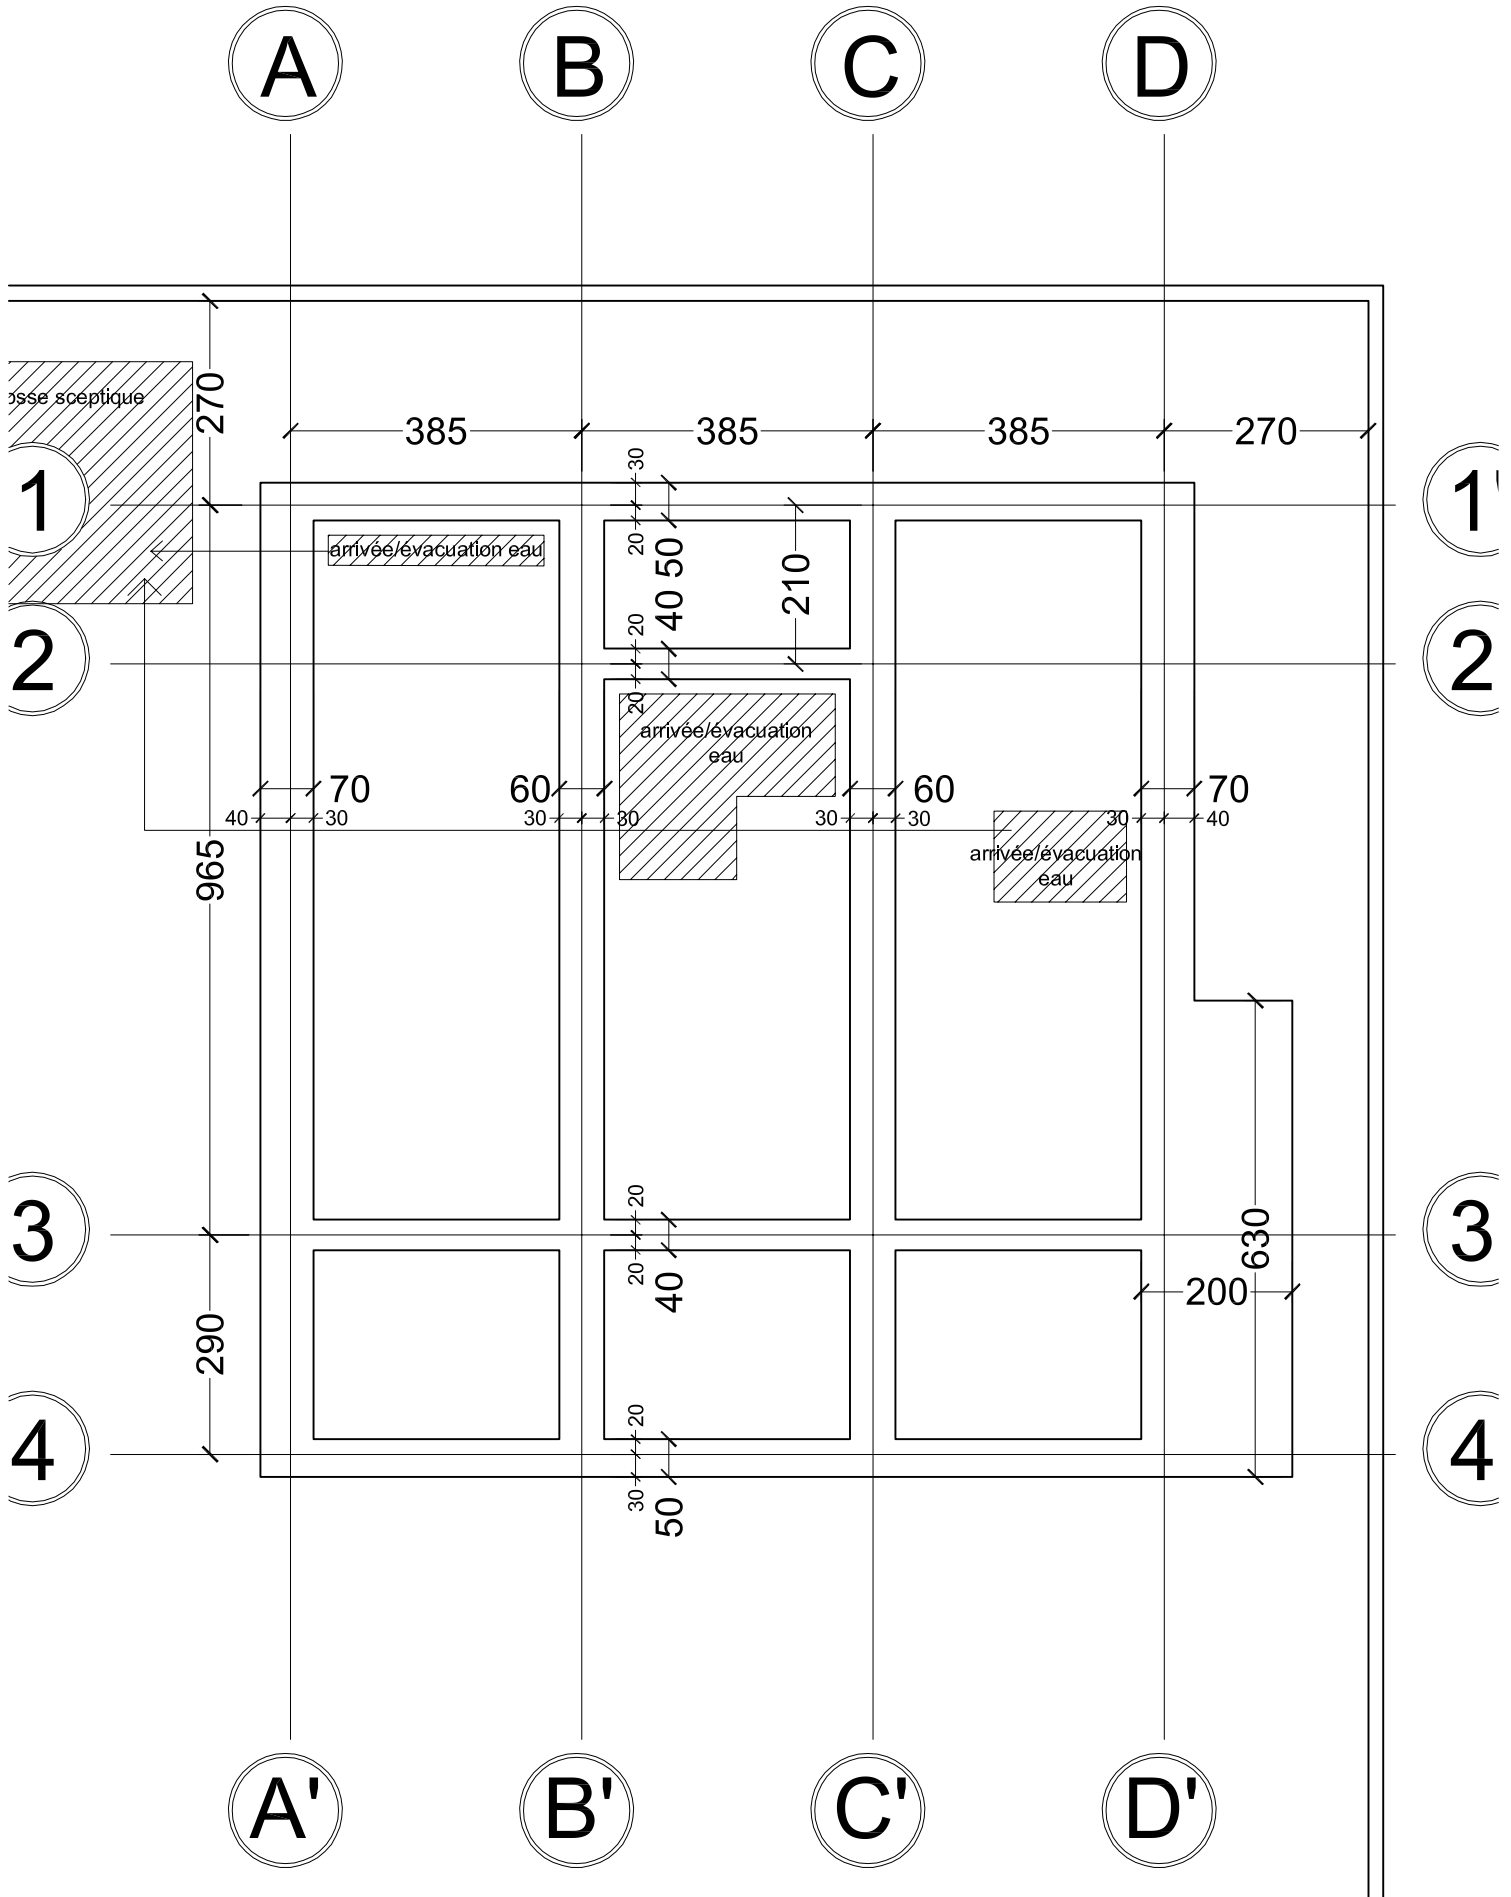 A B C D
270
osse sceptique
385 385 385 270
30
1 1'
arrivée/évacuation eau
20 50
210
20 40
2 2
20
arrivée/évacuation
eau
70 60 60 70
40 30 30 30 30 30 30 40
965
arrivée/évacuation
eau
20
3 3
630
20 40
200
290
20
4 4
30 50
A' B' C' D'